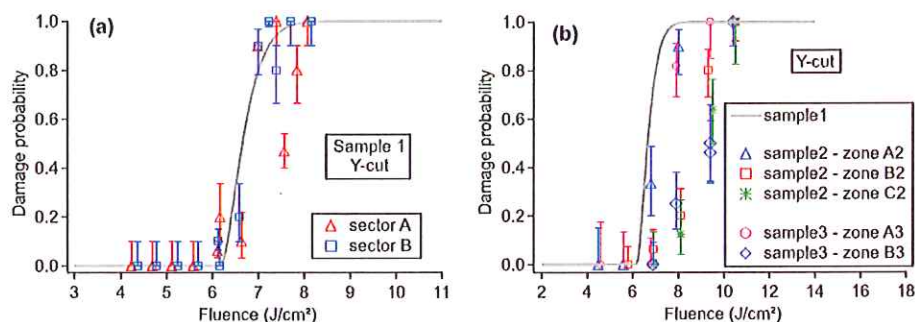 (a)
Damage probability
1.0
0.8
0.6
0.4
0.2
0.0
Sample 1
Y-cut
sector A
sector B
3 4 5 6 7 8 9 10 11
Fluence (J/cm²)
(b)
Damage probability
1.0
0.8
0.6
0.4
0.2
0.0
Y-cut
sample1
sample2 - zone A2
sample2 - zone B2
sample2 - zone C2
sample3 - zone A3
sample3 - zone B3
2 4 6 8 10 12 14 16 18
Fluence (J/cm²)